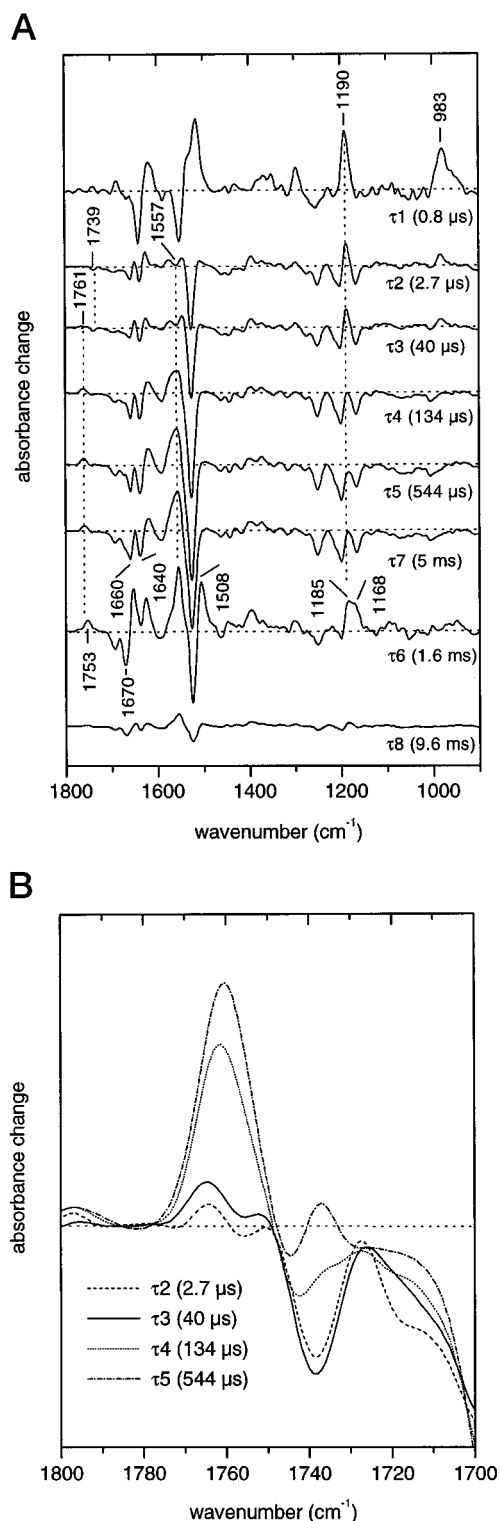 A
1190
983
1739
1557
1761
τ1 (0.8 μs)
τ2 (2.7 μs)
τ3 (40 μs)
τ4 (134 μs)
τ5 (544 μs)
τ7 (5 ms)
1660
1640
1508
1185
1168
τ6 (1.6 ms)
1753
1670
τ8 (9.6 ms)
absorbance change
1800 1600 1400 1200 1000
wavenumber (cm-1)
B
absorbance change
τ2 (2.7 μs)
τ3 (40 μs)
τ4 (134 μs)
τ5 (544 μs)
1800 1780 1760 1740 1720 1700
wavenumber (cm-1)